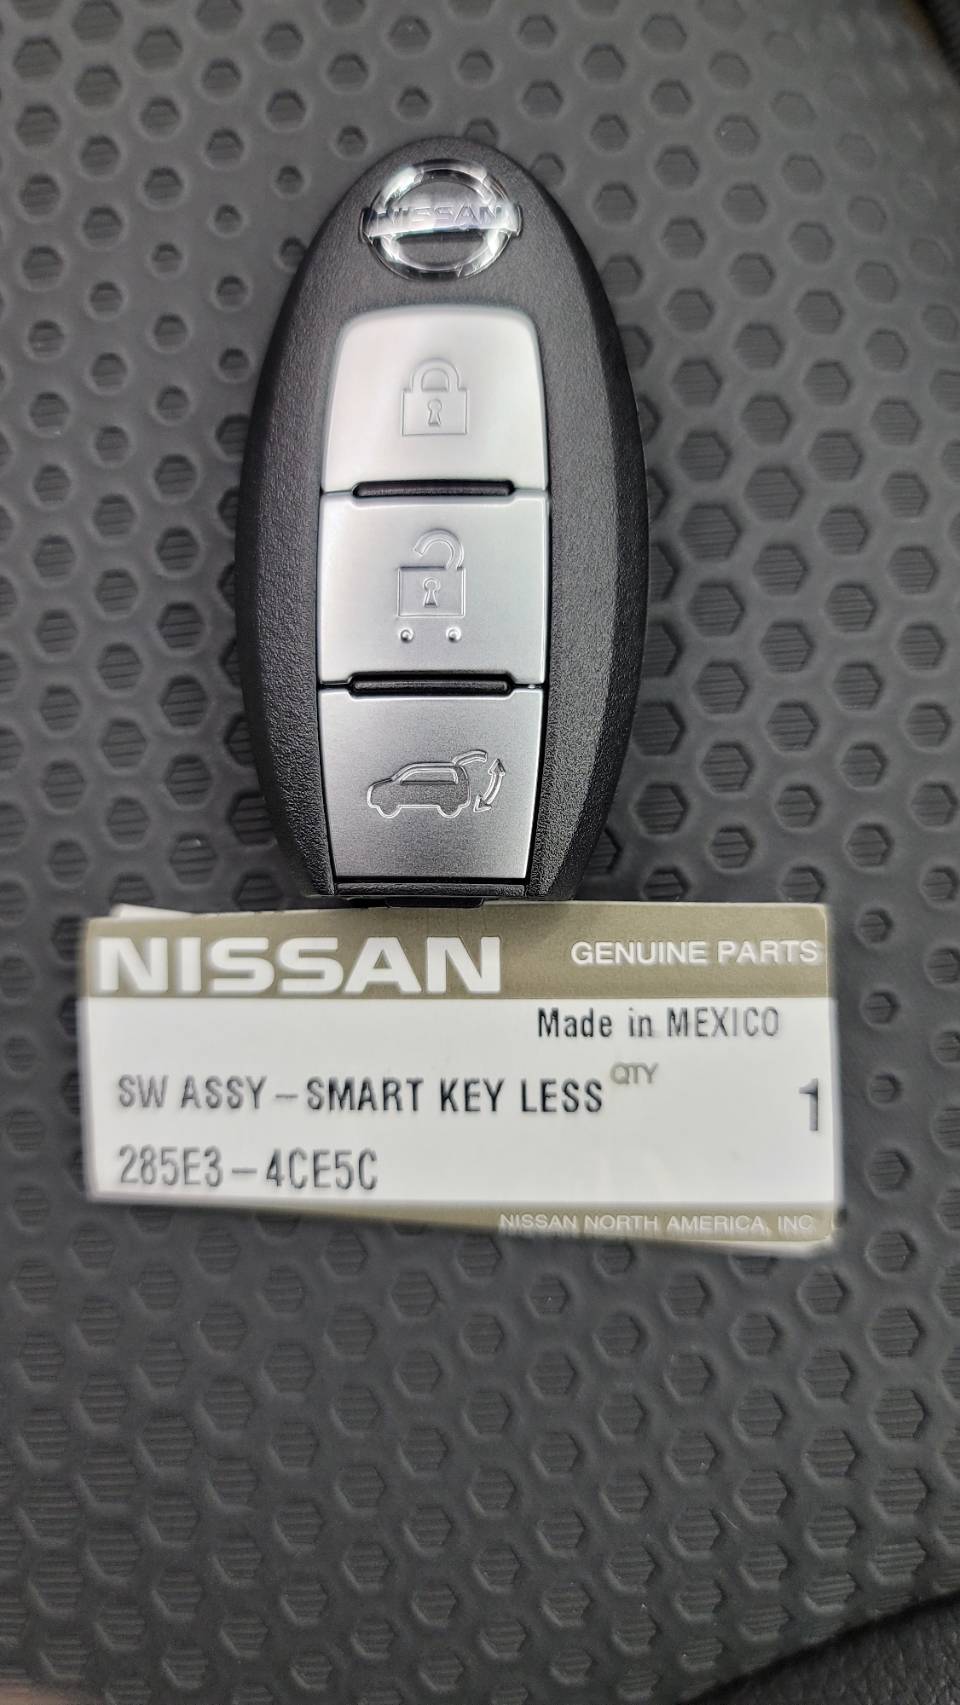 NISSAN
NISSAN GENUINE PARTS
Made in MEXICO
SW ASSY-SMART KEY LESS QTY 1
285E3-4CE5C
NISSAN NORTH AMERICA, INC